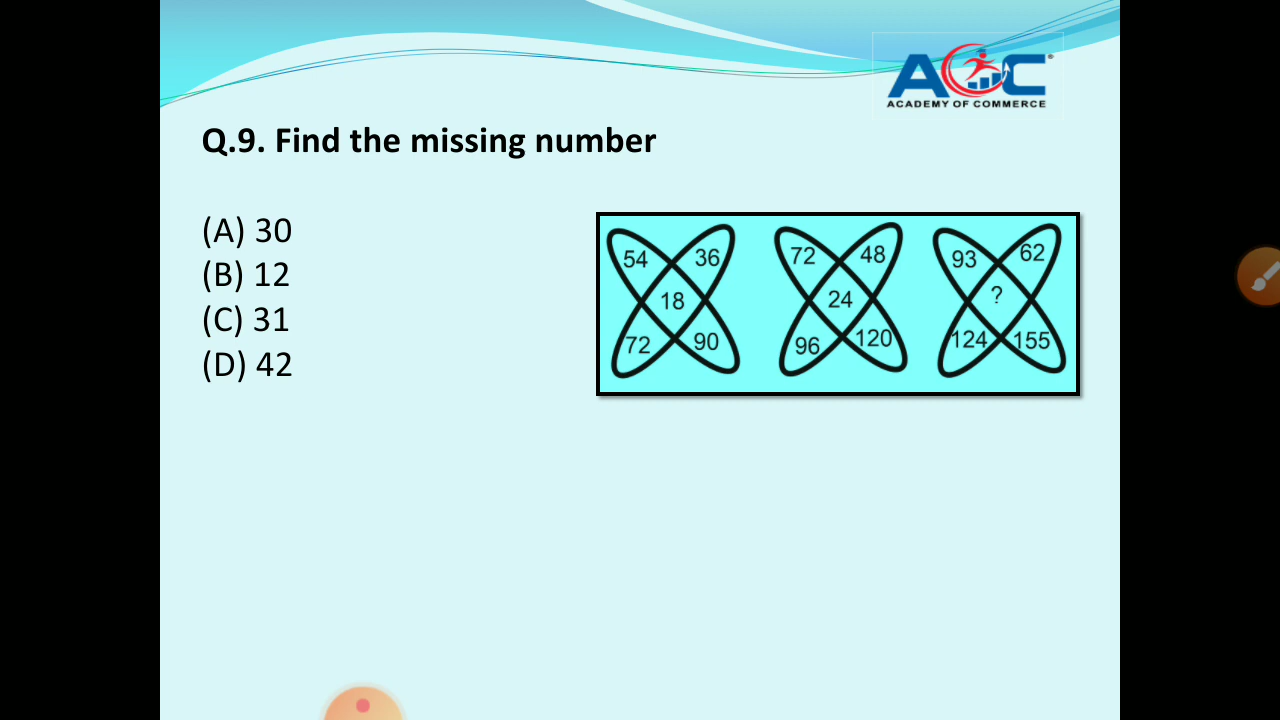 AOC®
ACADEMY OF COMMERCE
Q.9. Find the missing number
(A) 30
(B) 12
(C) 31
(D) 42
54 36 72 48 93 62
18 24 ?
72 90 96 120 124 155